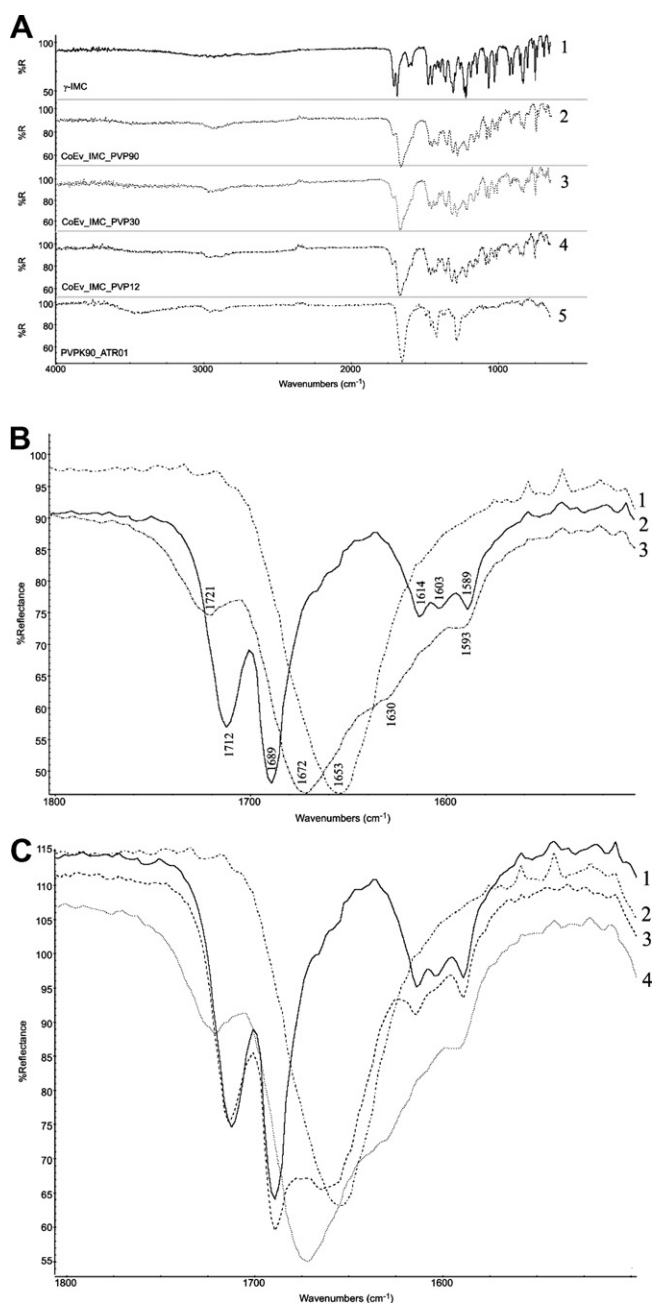 A
%R
100
50
γ-IMC
1
%R
100
80
60
CoEv_IMC_PVP90
2
%R
100
80
60
CoEv_IMC_PVP30
3
%R
100
80
60
CoEv_IMC_PVP12
4
%R
100
80
PVPK90_ATR01
5
4000 3000 2000 1000
Wavenumbers (cm-1)
B
%Reflectance
100
95
90
85
80
75
70
65
60
55
50
1721
1712
1689
1672
1653
1630
1614
1603
1589
1593
1
2
3
1800 1700 1600
Wavenumbers (cm-1)
C
%Reflectance
115
110
105
100
95
90
85
80
75
70
65
60
55
1
2
3
4
1800 1700 1600
Wavenumbers (cm-1)